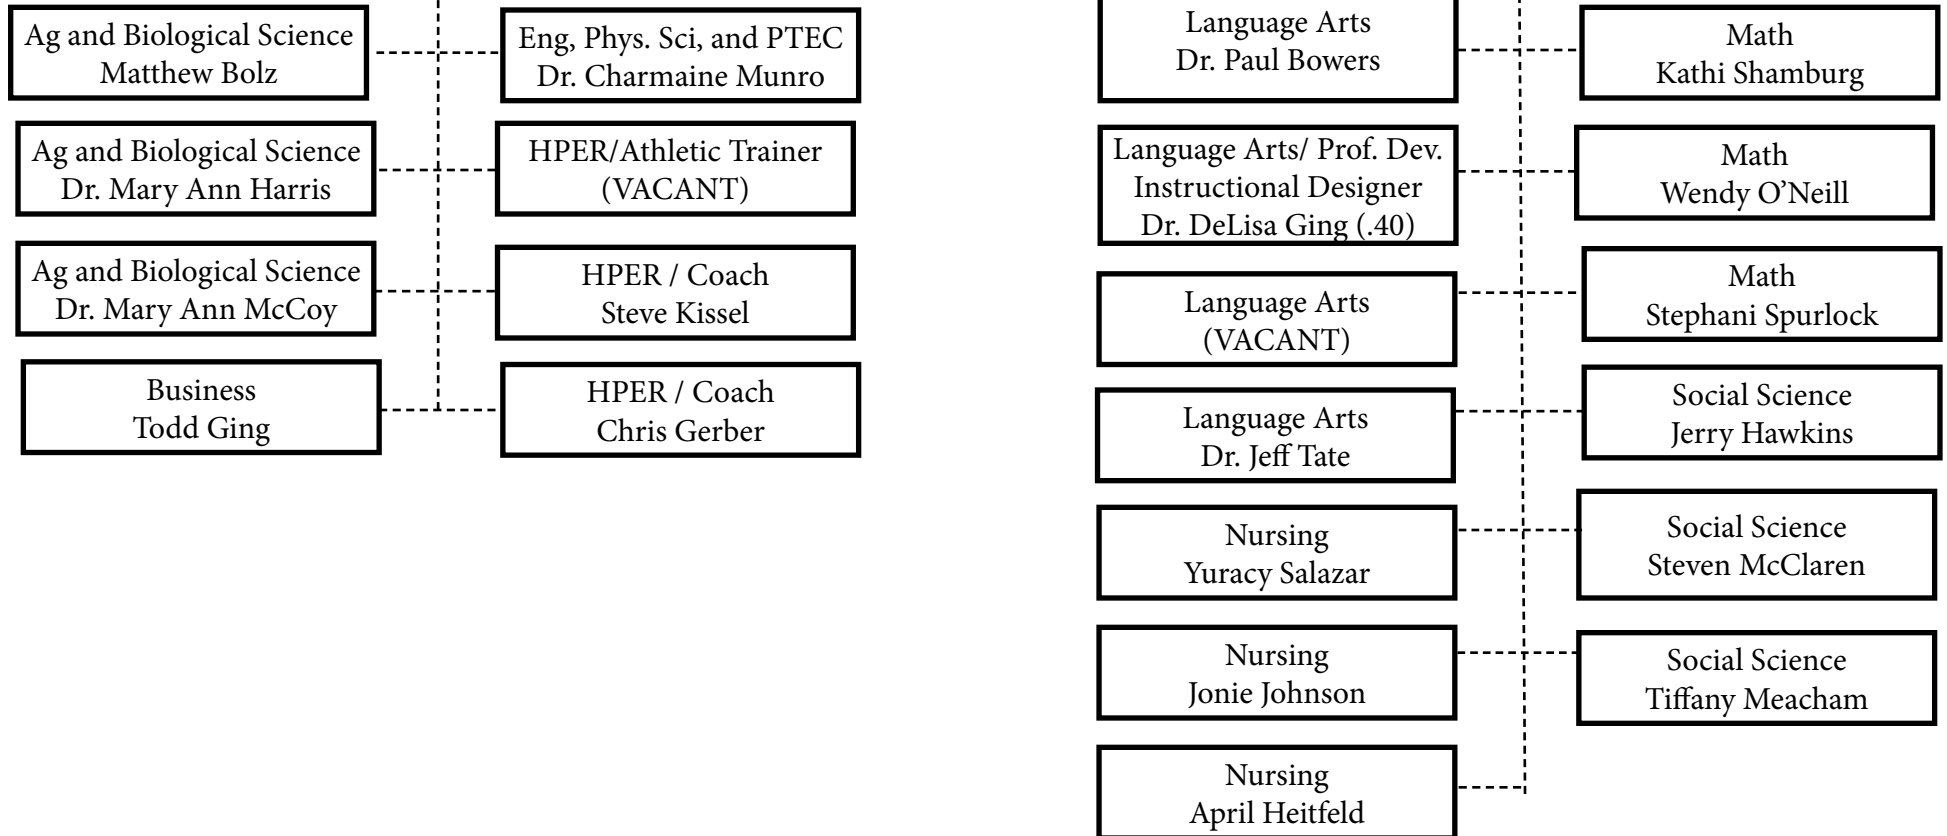 Ag and Biological Science
Matthew Bolz
Eng, Phys. Sci, and PTEC
Dr. Charmaine Munro
Ag and Biological Science
Dr. Mary Ann Harris
HPER/Athletic Trainer
(VACANT)
Ag and Biological Science
Dr. Mary Ann McCoy
HPER / Coach
Steve Kissel
Business
Todd Ging
HPER / Coach
Chris Gerber
Language Arts
Dr. Paul Bowers
Math
Kathi Shamburg
Language Arts/ Prof. Dev.
Instructional Designer
Dr. DeLisa Ging (.40)
Math
Wendy O’Neill
Language Arts
(VACANT)
Math
Stephani Spurlock
Language Arts
Dr. Jeff Tate
Social Science
Jerry Hawkins
Nursing
Yuracy Salazar
Social Science
Steven McClaren
Nursing
Jonie Johnson
Social Science
Tiffany Meacham
Nursing
April Heitfeld